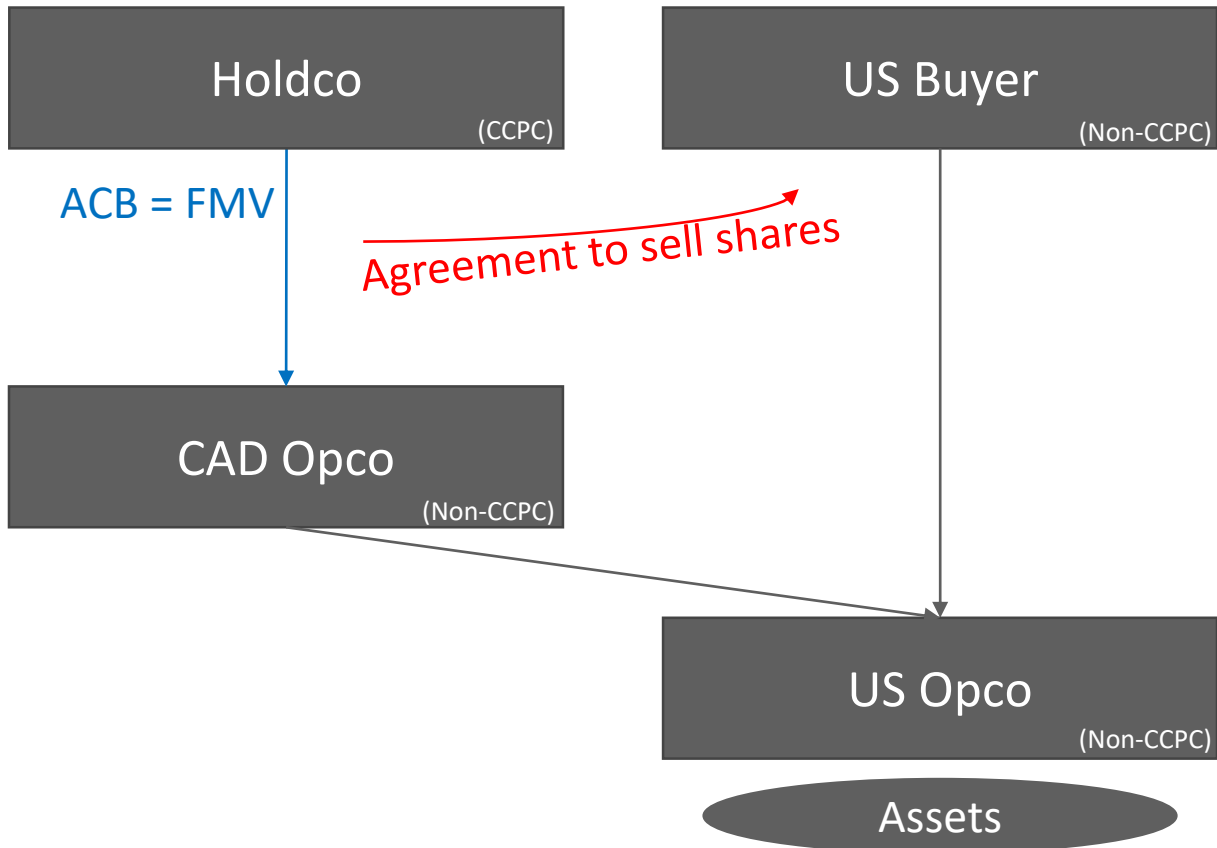 Holdco
(CCPC)
US Buyer
(Non-CCPC)
ACB = FMV
Agreement to sell shares
CAD Opco
(Non-CCPC)
US Opco
(Non-CCPC)
Assets